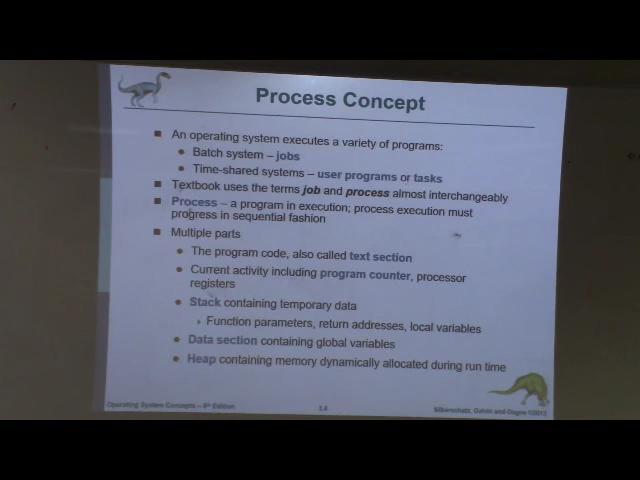 Process Concept
An operating system executes a variety of programs:
Batch system – jobs
Time-shared systems – user programs or tasks
Textbook uses the terms job and process almost interchangeably
Process – a program in execution; process execution must
progress in sequential fashion
Multiple parts
The program code, also called text section
Current activity including program counter, processor
registers
Stack containing temporary data
Function parameters, return addresses, local variables
Data section containing global variables
Heap containing memory dynamically allocated during run time
Operating System Concepts – 9th Edition
3.4
Silberschatz, Galvin and Gagne ©2013